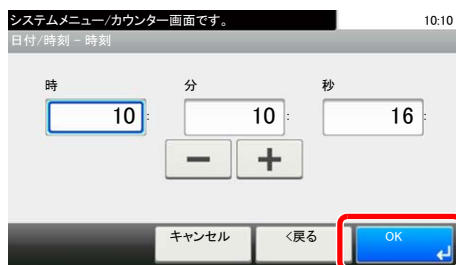 システムメニュー/カウンター画面です。 10:10
日付/時刻 - 時刻
時 分 秒
10 : 10 : 16 :
− +
キャンセル <戻る OK